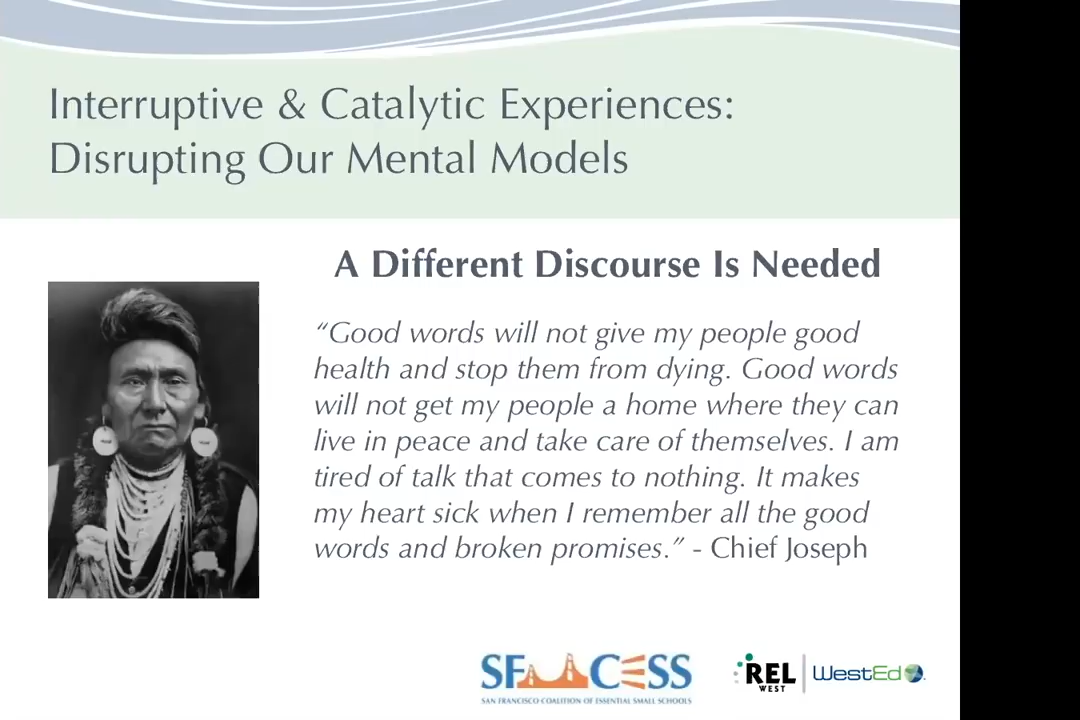 Interruptive & Catalytic Experiences:
Disrupting Our Mental Models
A Different Discourse Is Needed
“Good words will not give my people good
health and stop them from dying. Good words
will not get my people a home where they can
live in peace and take care of themselves. I am
tired of talk that comes to nothing. It makes
my heart sick when I remember all the good
words and broken promises.” - Chief Joseph
SF CESS
SAN FRANCISCO COALITION OF ESSENTIAL SMALL SCHOOLS
REL
WEST
WestEd